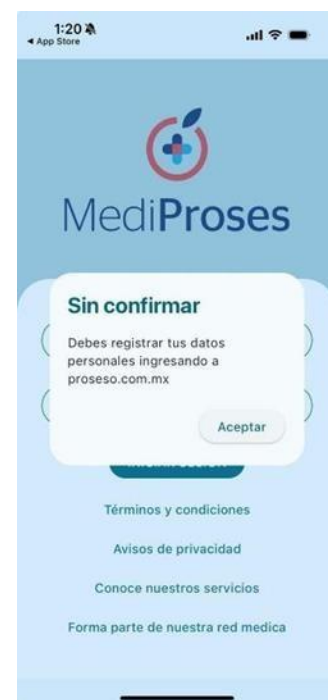 1:20
◀ App Store
MediProses
Sin confirmar
Debes registrar tus datos
personales ingresando a
proseso.com.mx
Aceptar
Términos y condiciones
Avisos de privacidad
Conoce nuestros servicios
Forma parte de nuestra red medica